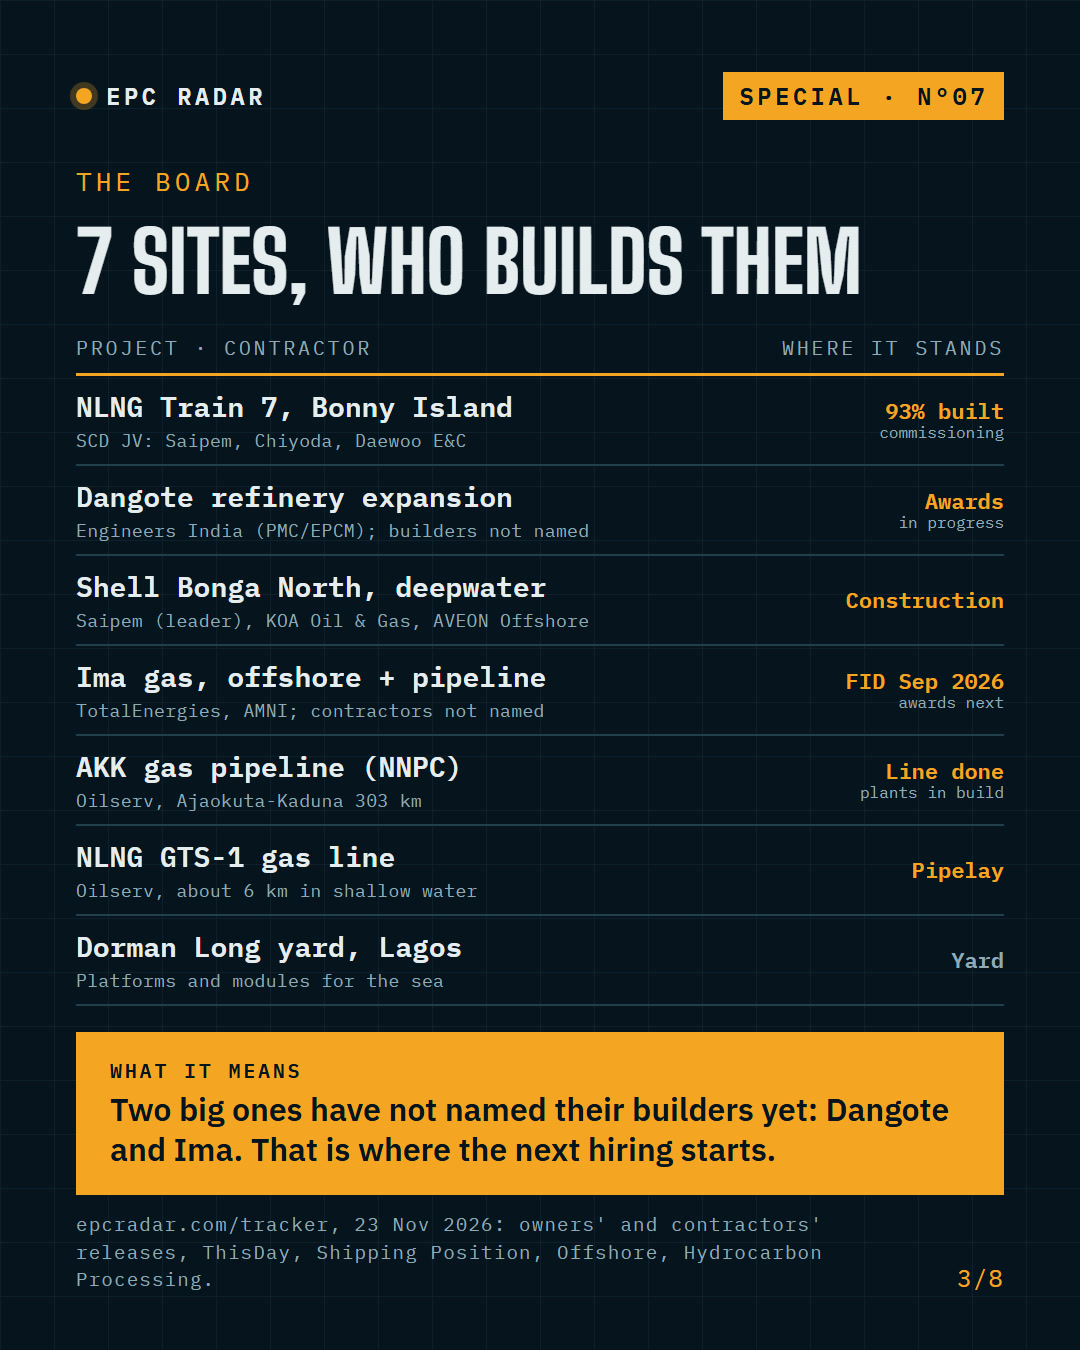 EPC RADAR
SPECIAL · N°07
THE BOARD
7 SITES, WHO BUILDS THEM
PROJECT · CONTRACTOR
WHERE IT STANDS
NLNG Train 7, Bonny Island
SCD JV: Saipem, Chiyoda, Daewoo E&C
93% built
commissioning
Dangote refinery expansion
Engineers India (PMC/EPCM); builders not named
Awards
in progress
Shell Bonga North, deepwater
Saipem (leader), KOA Oil & Gas, AVEON Offshore
Construction
Ima gas, offshore + pipeline
TotalEnergies, AMNI; contractors not named
FID Sep 2026
awards next
AKK gas pipeline (NNPC)
Oilserv, Ajaokuta-Kaduna 303 km
Line done
plants in build
NLNG GTS-1 gas line
Oilserv, about 6 km in shallow water
Pipelay
Dorman Long yard, Lagos
Platforms and modules for the sea
Yard
WHAT IT MEANS
Two big ones have not named their builders yet: Dangote
and Ima. That is where the next hiring starts.
epcradar.com/tracker, 23 Nov 2026: owners' and contractors'
releases, ThisDay, Shipping Position, Offshore, Hydrocarbon
Processing.
3/8